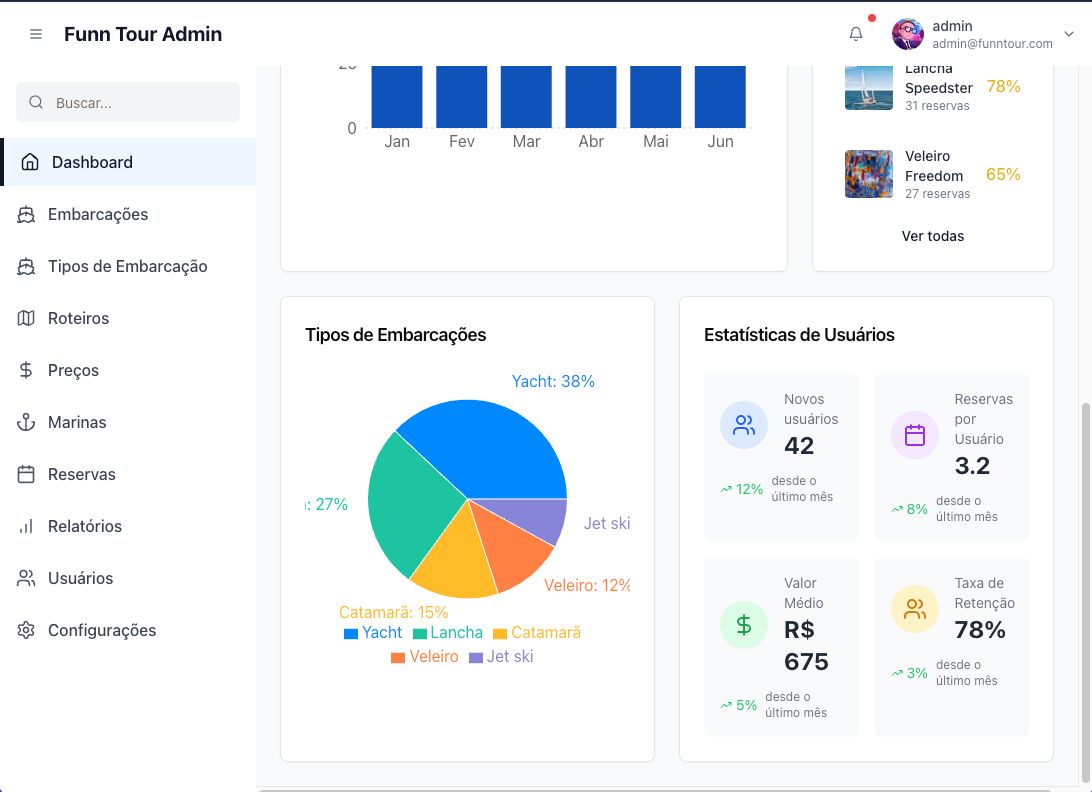 Funn Tour Admin
admin
admin@funntour.com
Buscar...
Dashboard
Embarcações
Tipos de Embarcação
Roteiros
Preços
Marinas
Reservas
Relatórios
Usuários
Configurações
0
Jan Fev Mar Abr Mai Jun
Lancha
Speedster
78%
31 reservas
Veleiro
Freedom
65%
27 reservas
Ver todas
Tipos de Embarcações
Yacht: 38%
: 27%
Jet ski
Veleiro: 12%
Catamarã: 15%
Yacht Lancha Catamarã
Veleiro Jet ski
Estatísticas de Usuários
Novos
usuários
42
12%
desde o
último mês
Reservas
por
Usuário
3.2
8%
desde o
último mês
Valor
Médio
R$
675
5%
desde o
último mês
Taxa de
Retenção
78%
3%
desde o
último mês